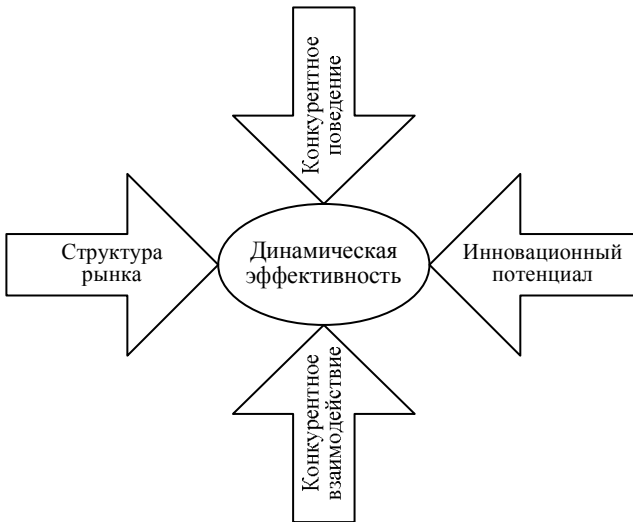 Конкурентное
поведение
Структура
рынка
Динамическая
эффективность
Инновационный
потенциал
Конкурентное
взаимодействие